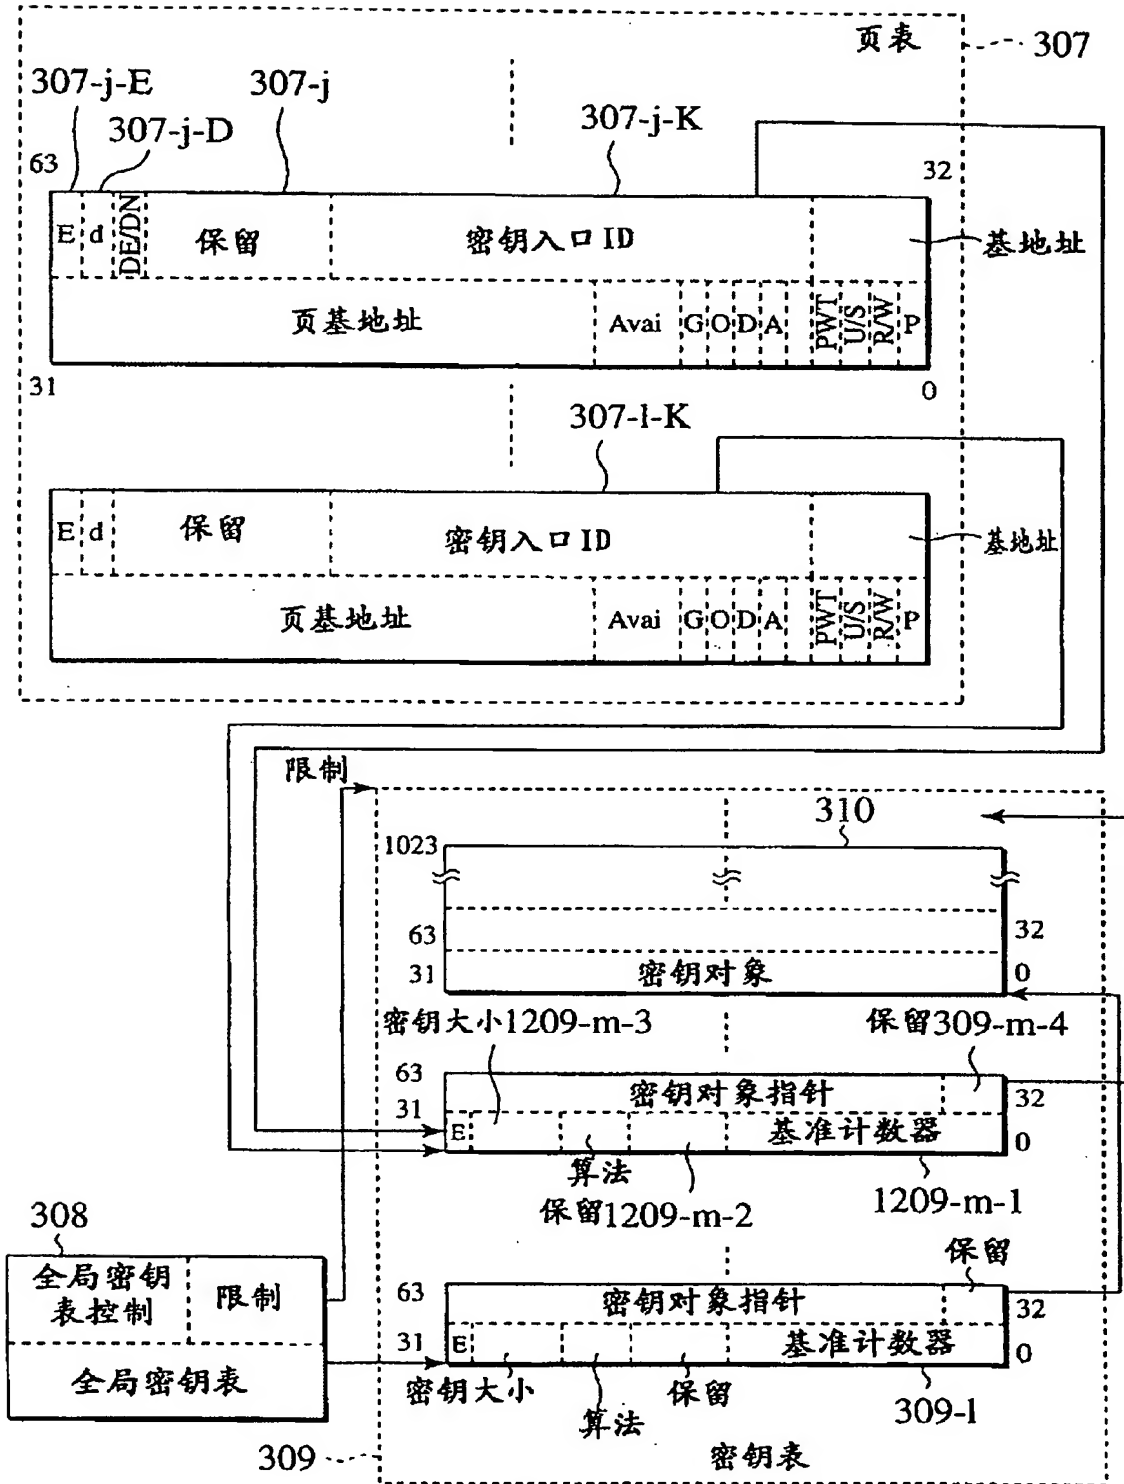 页表
307
307-j-E
307-j
307-j-D
307-j-K
63
32
E d DE/DN 保留 密钥入口ID
基地址
页基地址 Avai G O D A PWT U/S R/W P
31
0
307-l-K
E d 保留 密钥入口ID
基地址
页基地址 Avai G O D A PWT U/S R/W P
限制
310
1023
63
32
31 密钥对象 0
密钥大小1209-m-3
保留309-m-4
63 密钥对象指针 32
31 E 基准计数器 0
算法
保留1209-m-2
1209-m-1
308
保留
全局密钥表控制 限制
63 密钥对象指针 32
31 E 基准计数器 0
全局密钥表
密钥大小
算法
保留
309-l
309
密钥表